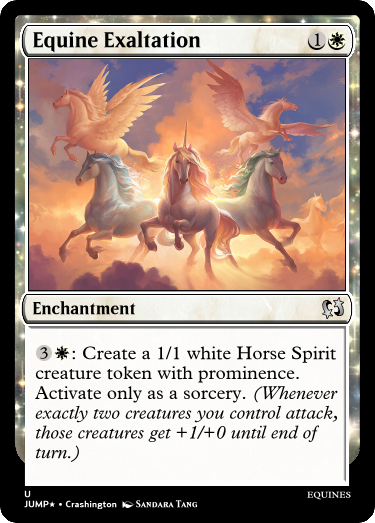 Equine Exaltation 1
Enchantment
3: Create a 1/1 white Horse Spirit
creature token with prominence.
Activate only as a sorcery. (Whenever
exactly two creatures you control attack,
those creatures get +1/+0 until end of
turn.)
U
JUMP★ • Crashington SANDARA TANG
EQUINES